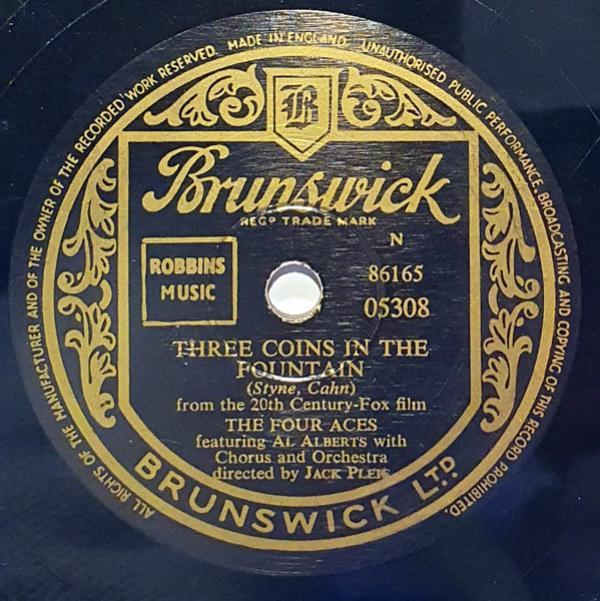 ALL RIGHTS OF THE MANUFACTURER AND OF THE OWNER OF THE RECORDED WORK RESERVED. MADE IN ENGLAND. UNAUTHORISED PUBLIC PERFORMANCE, BROADCASTING AND COPYING OF THIS RECORD PROHIBITED.
B
Brunswick
REGD TRADE MARK
N
ROBBINS
MUSIC
86165
05308
THREE COINS IN THE
FOUNTAIN
(Styne, Cahn)
from the 20th Century-Fox film
THE FOUR ACES
featuring AL ALBERTS with
Chorus and Orchestra
directed by JACK PLEIS
BRUNSWICK LTD.